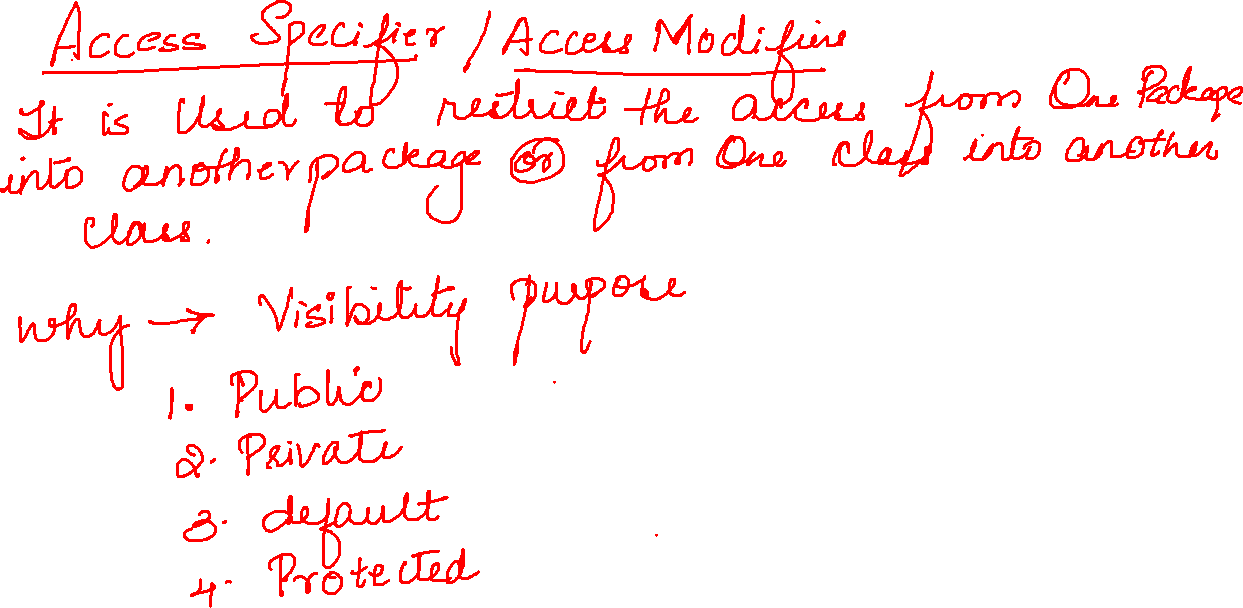 Access Specifier / Access Modifiers
It is Used to restrict the access from One Package
into another package (or) from One class into another
class.
why → Visibility purpose
1. Public
2. Private
3. default
4. Protected